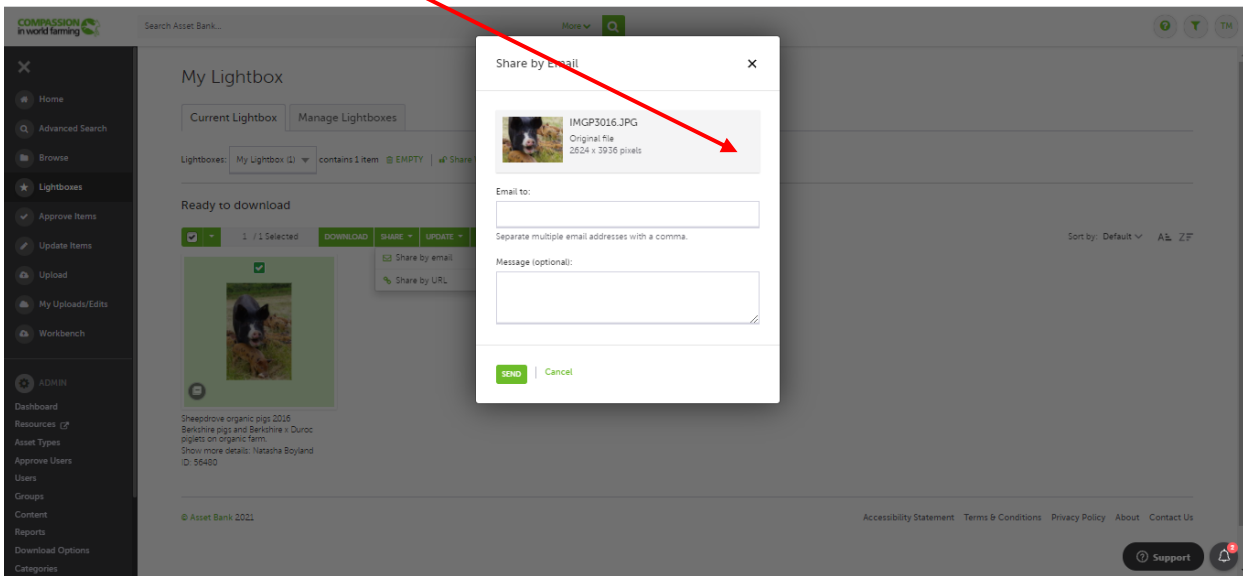 COMPASSION
in world farming
Search Asset Bank...
More
TM
Home
Advanced Search
Browse
Lightboxes
Approve Items
Update Items
Upload
My Uploads/Edits
Workbench
ADMIN
Dashboard
Resources
Asset Types
Approve Users
Users
Groups
Content
Reports
Download Options
Categories
My Lightbox
Current Lightbox
Manage Lightboxes
Lightboxes: My Lightbox (1) contains 1 item EMPTY | Share
Ready to download
1 / 1 Selected DOWNLOAD SHARE UPDATE
Share by email
Share by URL
Sort by: Default
Sheepdrove organic pigs 2016
Berkshire pigs and Berkshire x Duroc
piglets on organic farm.
Show more details: Natasha Boyland
ID: 56480
Share by Email
IMGP3016.JPG
Original file
2624 x 3936 pixels
Email to:
Separate multiple email addresses with a comma.
Message (optional):
SEND | Cancel
© Asset Bank 2021
Accessibility Statement Terms & Conditions Privacy Policy About Contact Us
Support